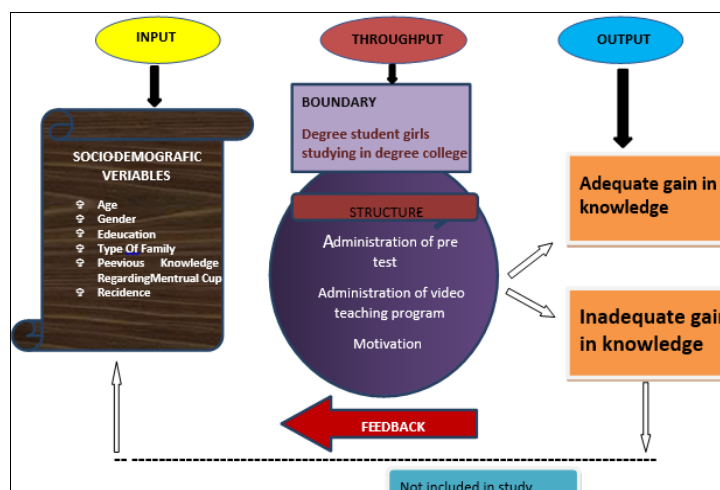 INPUT
THROUGHPUT
OUTPUT
SOCIO-DEMOGRAFIC
VERIABLES
Age
Gender
Edeucation
Type Of Family
Peevious Knowledge
RegardingMentrual Cup
Recidence
BOUNDARY
Degree student girls
studying in degree college
STRUCTURE
Administration of pre
test
Administration of video
teaching program
Motivation
Adequate gain in
knowledge
Inadequate gain
in knowledge
FEEDBACK
Not included in study